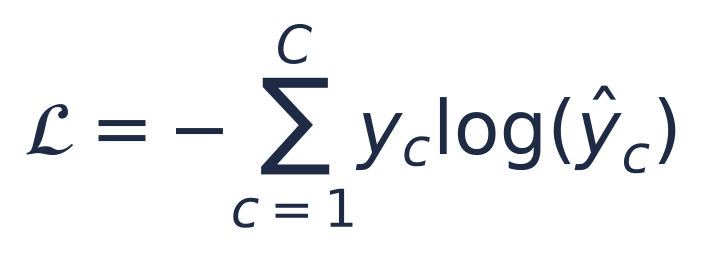 ℒ = − ∑_{c = 1}^{C} y_c log(ŷ_c)